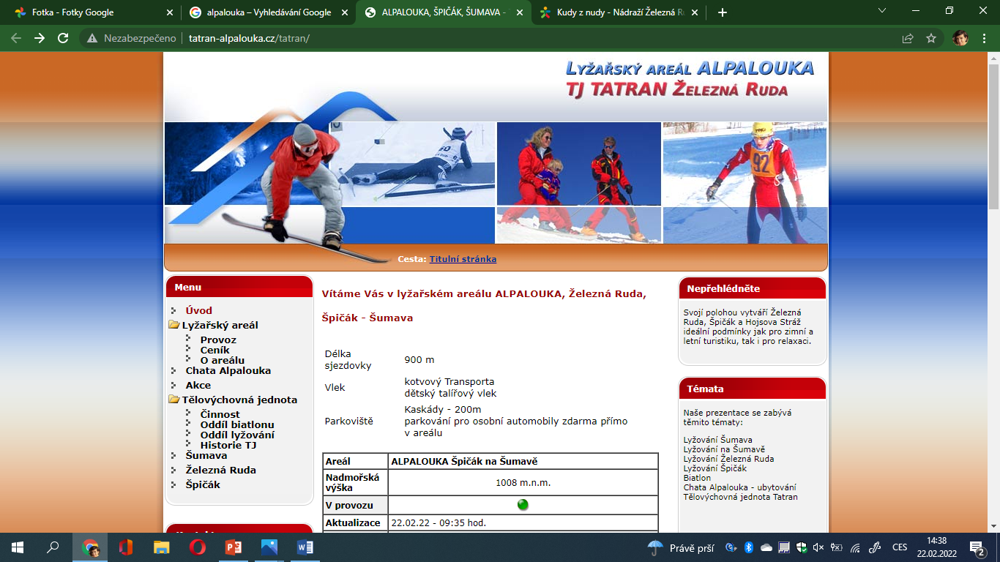 Fotka - Fotky Google
alpalouka – Vyhledávání Google
ALPALOUKA, ŠPIČÁK, ŠUMAVA -
Kudy z nudy - Nádraží Železná
Nezabezpečeno
tatran-alpalouka.cz/tatran/
Lyžařský areál ALPALOUKA
TJ TATRAN Železná Ruda
92
Cesta: Titulní stránka
Menu
Úvod
Lyžařský areál
Provoz
Ceník
O areálu
Chata Alpalouka
Akce
Tělovýchovná jednota
Činnost
Oddíl biatlonu
Oddíl lyžování
Historie TJ
Šumava
Železná Ruda
Špičák
Vítáme Vás v lyžařském areálu ALPALOUKA, Železná Ruda,
Špičák - Šumava
Délka
sjezdovky
900 m
Vlek
kotvový Transporta
dětský talířový vlek
Parkoviště
Kaskády - 200m
parkování pro osobní automobily zdarma přímo
v areálu
Areál
ALPALOUKA Špičák na Šumavě
Nadmořská
výška
1008 m.n.m.
V provozu
Aktualizace
22.02.22 - 09:35 hod.
Nepřehlédněte
Svojí polohou vytváří Železná
Ruda, Špičák a Hojsova Stráž
ideální podmínky jak pro zimní a
letní turistiku, tak i pro relaxaci.
Témata
Naše prezentace se zabývá
těmito tématy:
Lyžování Šumava
Lyžování na Šumavě
Lyžování Železná Ruda
Lyžování Špičák
Biatlon
Chata Alpalouka - ubytování
Tělovýchovná jednota Tatran
Právě prší
CES
14:38
22.02.2022
2